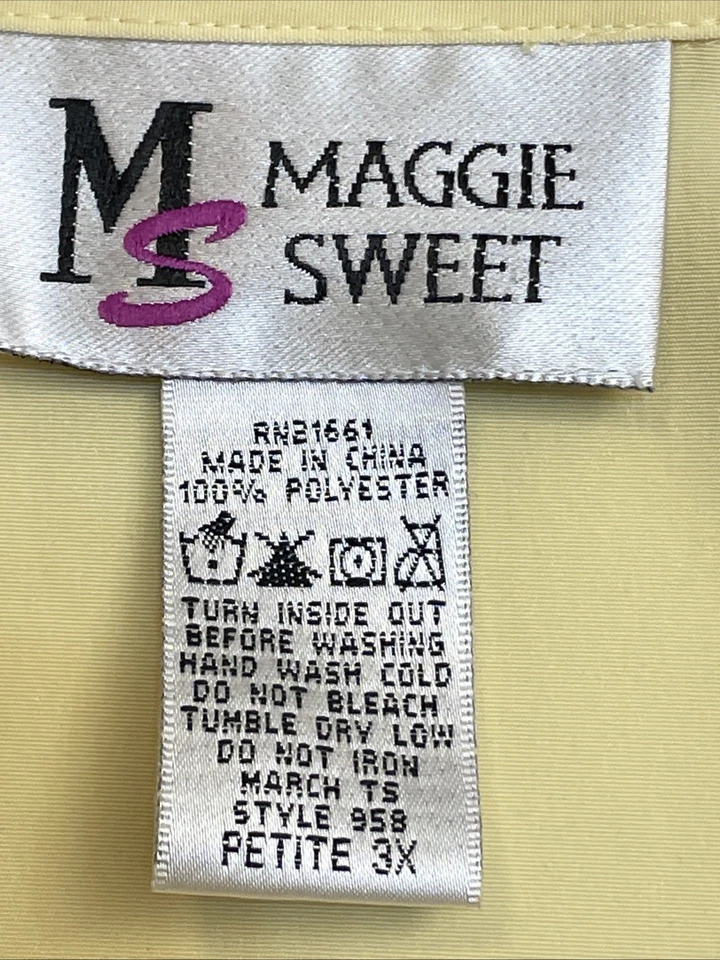 MS
MAGGIE
SWEET
RN31661
MADE IN CHINA
100% POLYESTER
TURN INSIDE OUT
BEFORE WASHING
HAND WASH COLD
DO NOT BLEACH
TUMBLE DRY LOW
DO NOT IRON
MARCH TS
STYLE 958
PETITE 3X